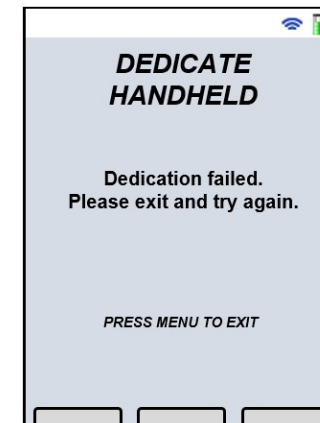 DEDICATE
HANDHELD
Dedication failed.
Please exit and try again.
PRESS MENU TO EXIT